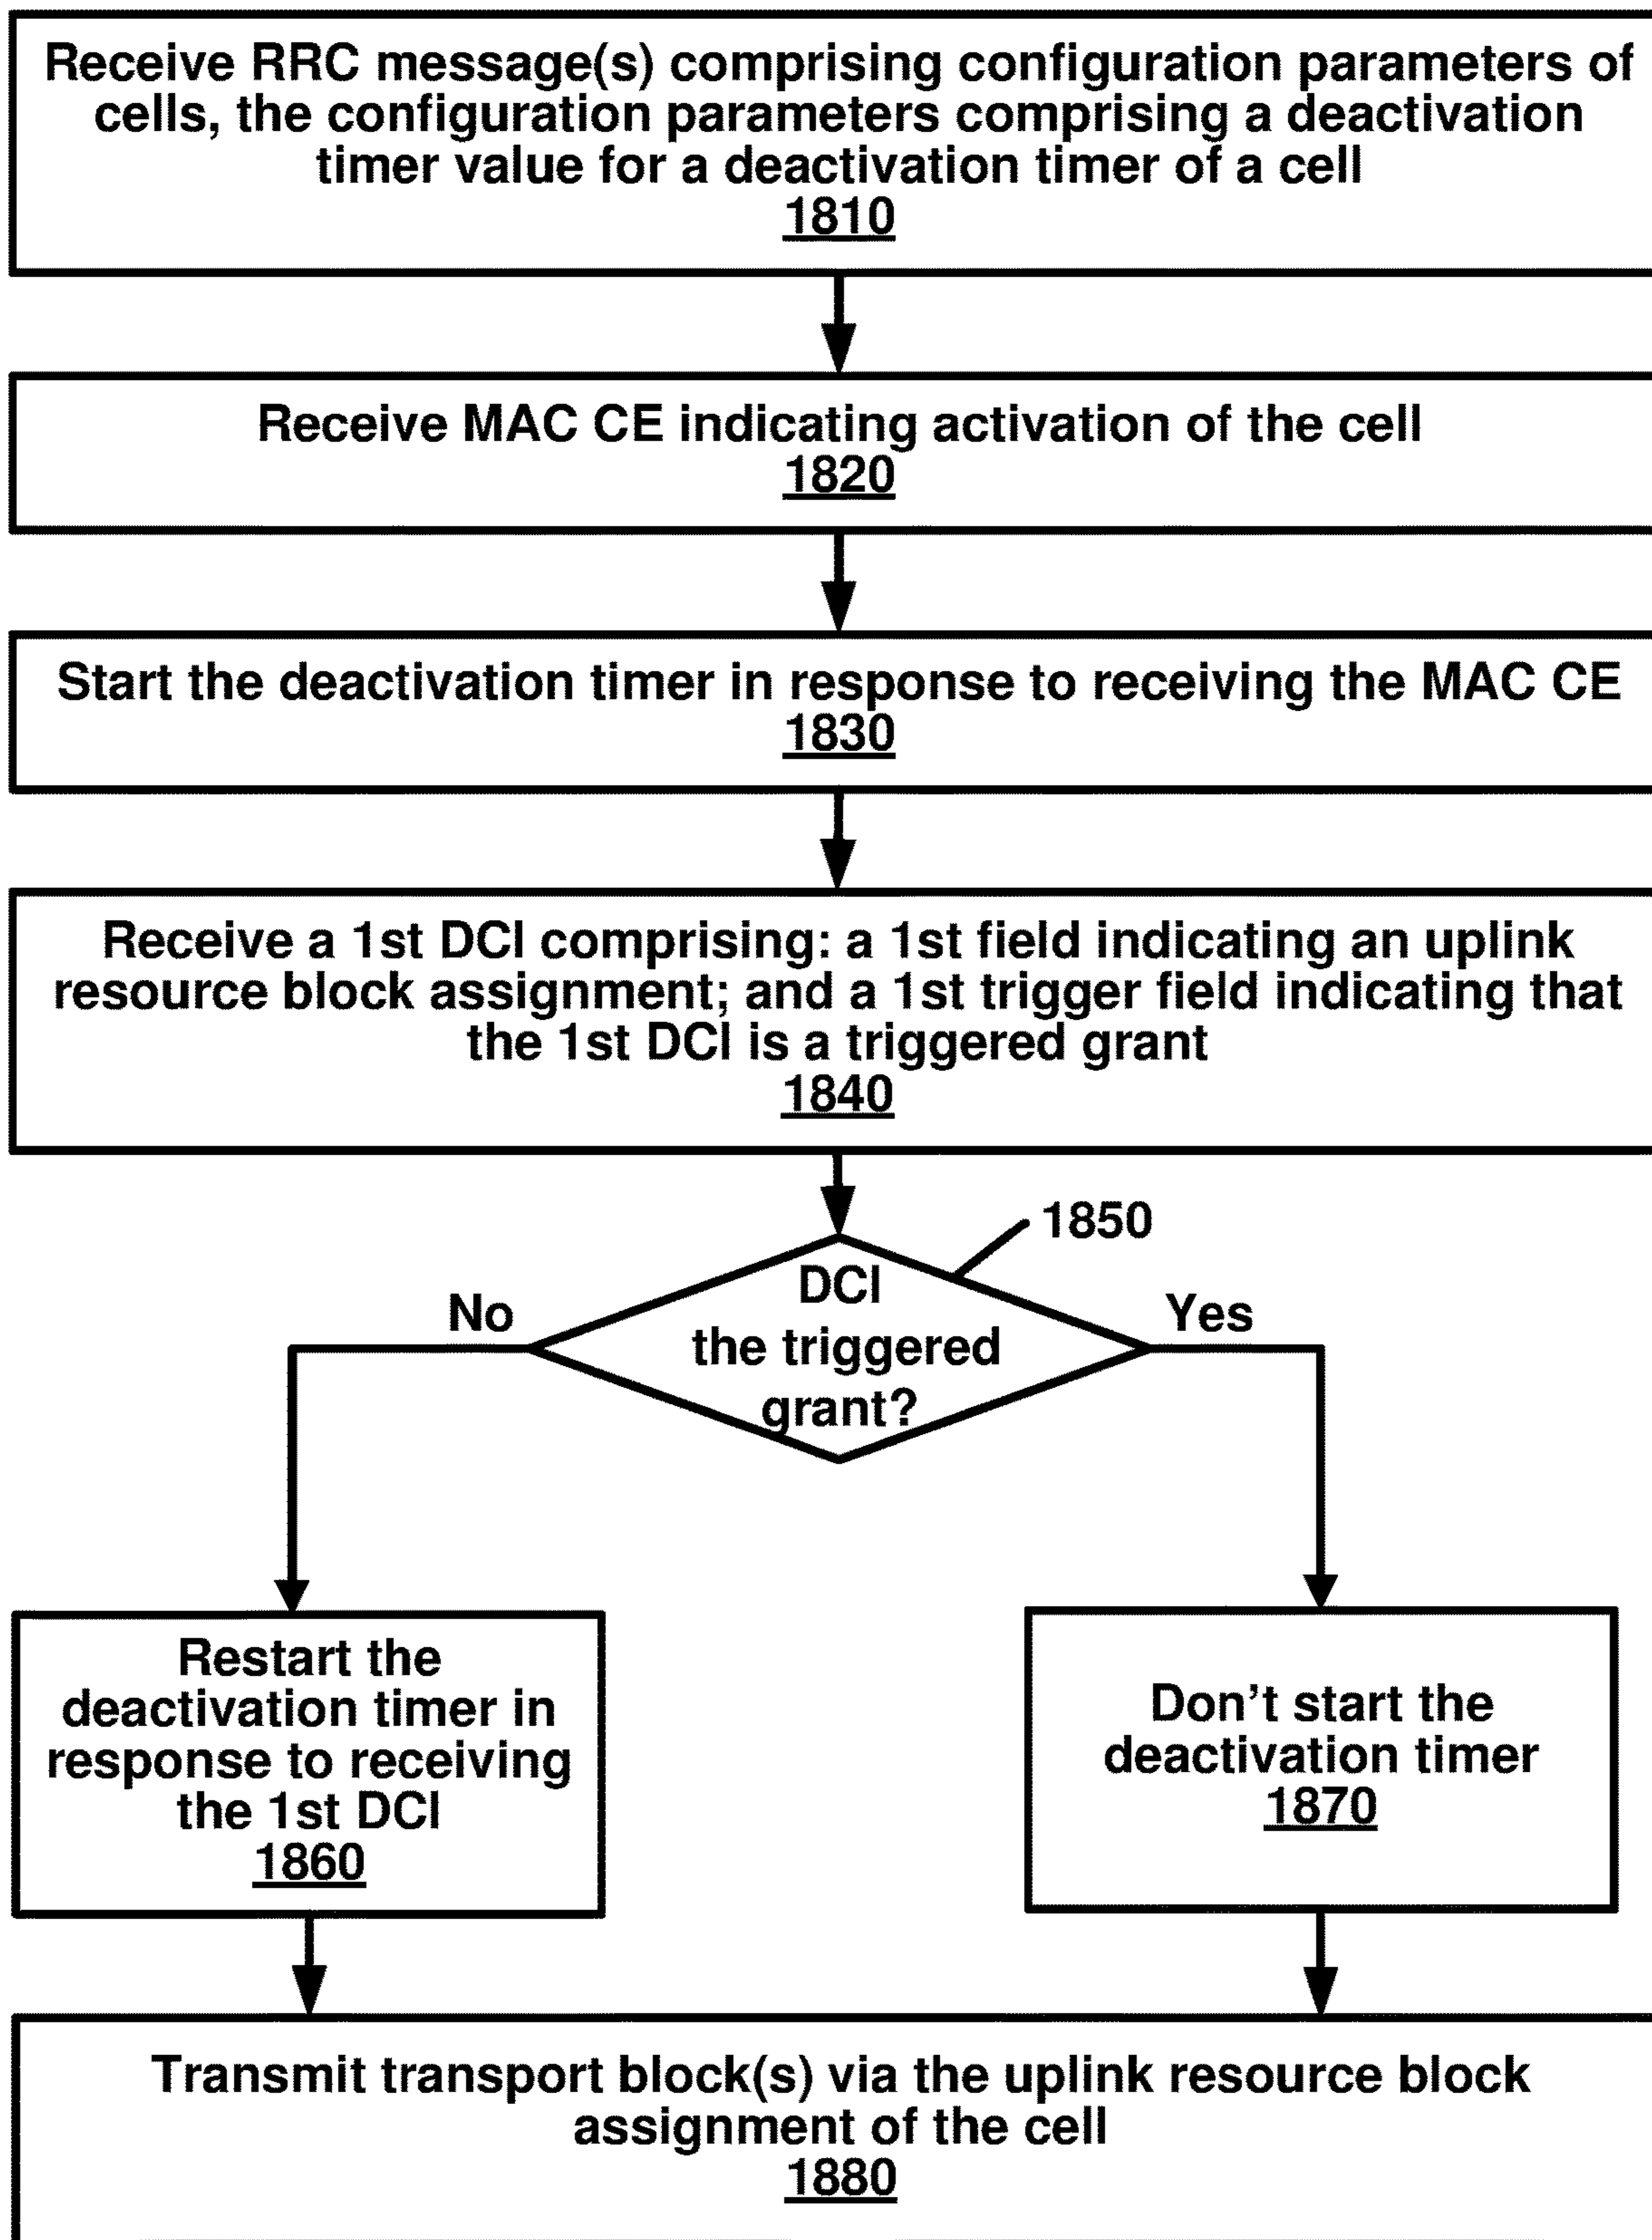 Receive RRC message(s) comprising configuration parameters of
cells, the configuration parameters comprising a deactivation
timer value for a deactivation timer of a cell
1810
Receive MAC CE indicating activation of the cell
1820
Start the deactivation timer in response to receiving the MAC CE
1830
Receive a 1st DCI comprising: a 1st field indicating an uplink
resource block assignment; and a 1st trigger field indicating that
the 1st DCI is a triggered grant
1840
1850
DCI
the triggered
grant?
No
Yes
Restart the
deactivation timer in
response to receiving
the 1st DCI
1860
Don't start the
deactivation timer
1870
Transmit transport block(s) via the uplink resource block
assignment of the cell
1880